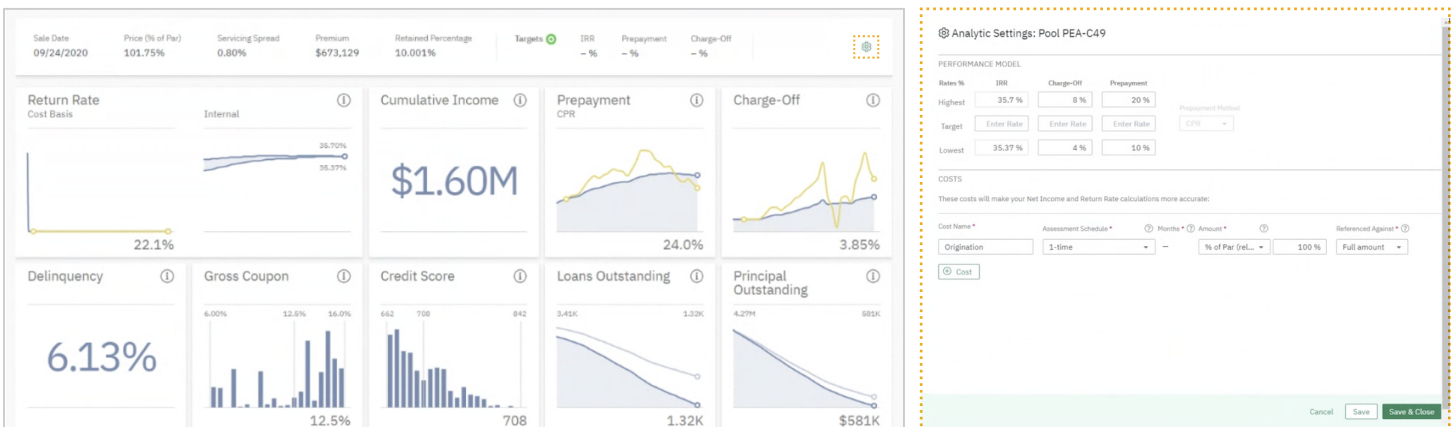 Sale Date Price (% of Par) Servicing Spread Premium Retained Percentage Targets IRR Prepayment Charge-Off
09/24/2020 101.75% 0.80% $673,129 10.001% – % – % – %
Return Rate
Cost Basis Internal
35.70%
35.37%
22.1%
Cumulative Income
$1.60M
Prepayment
CPR
24.0%
Charge-Off
3.85%
Delinquency
6.13%
Gross Coupon
6.00% 12.5% 16.0%
12.5%
Credit Score
662 708 842
708
Loans Outstanding
3.41K 1.32K
1.32K
Principal
Outstanding
4.27M 581K
$581K
Analytic Settings: Pool PEA-C49
PERFORMANCE MODEL
Rates % IRR Charge-Off Prepayment
Highest 35.7 % 8 % 20 %
Prepayment Method
Target Enter Rate Enter Rate Enter Rate CPR
Lowest 35.37 % 4 % 10 %
COSTS
These costs will make your Net Income and Return Rate calculations more accurate:
Cost Name * Assessment Schedule * Months * Amount * Referenced Against *
Origination 1-time – % of Par (rel... 100 % Full amount
Cost
Cancel Save Save & Close